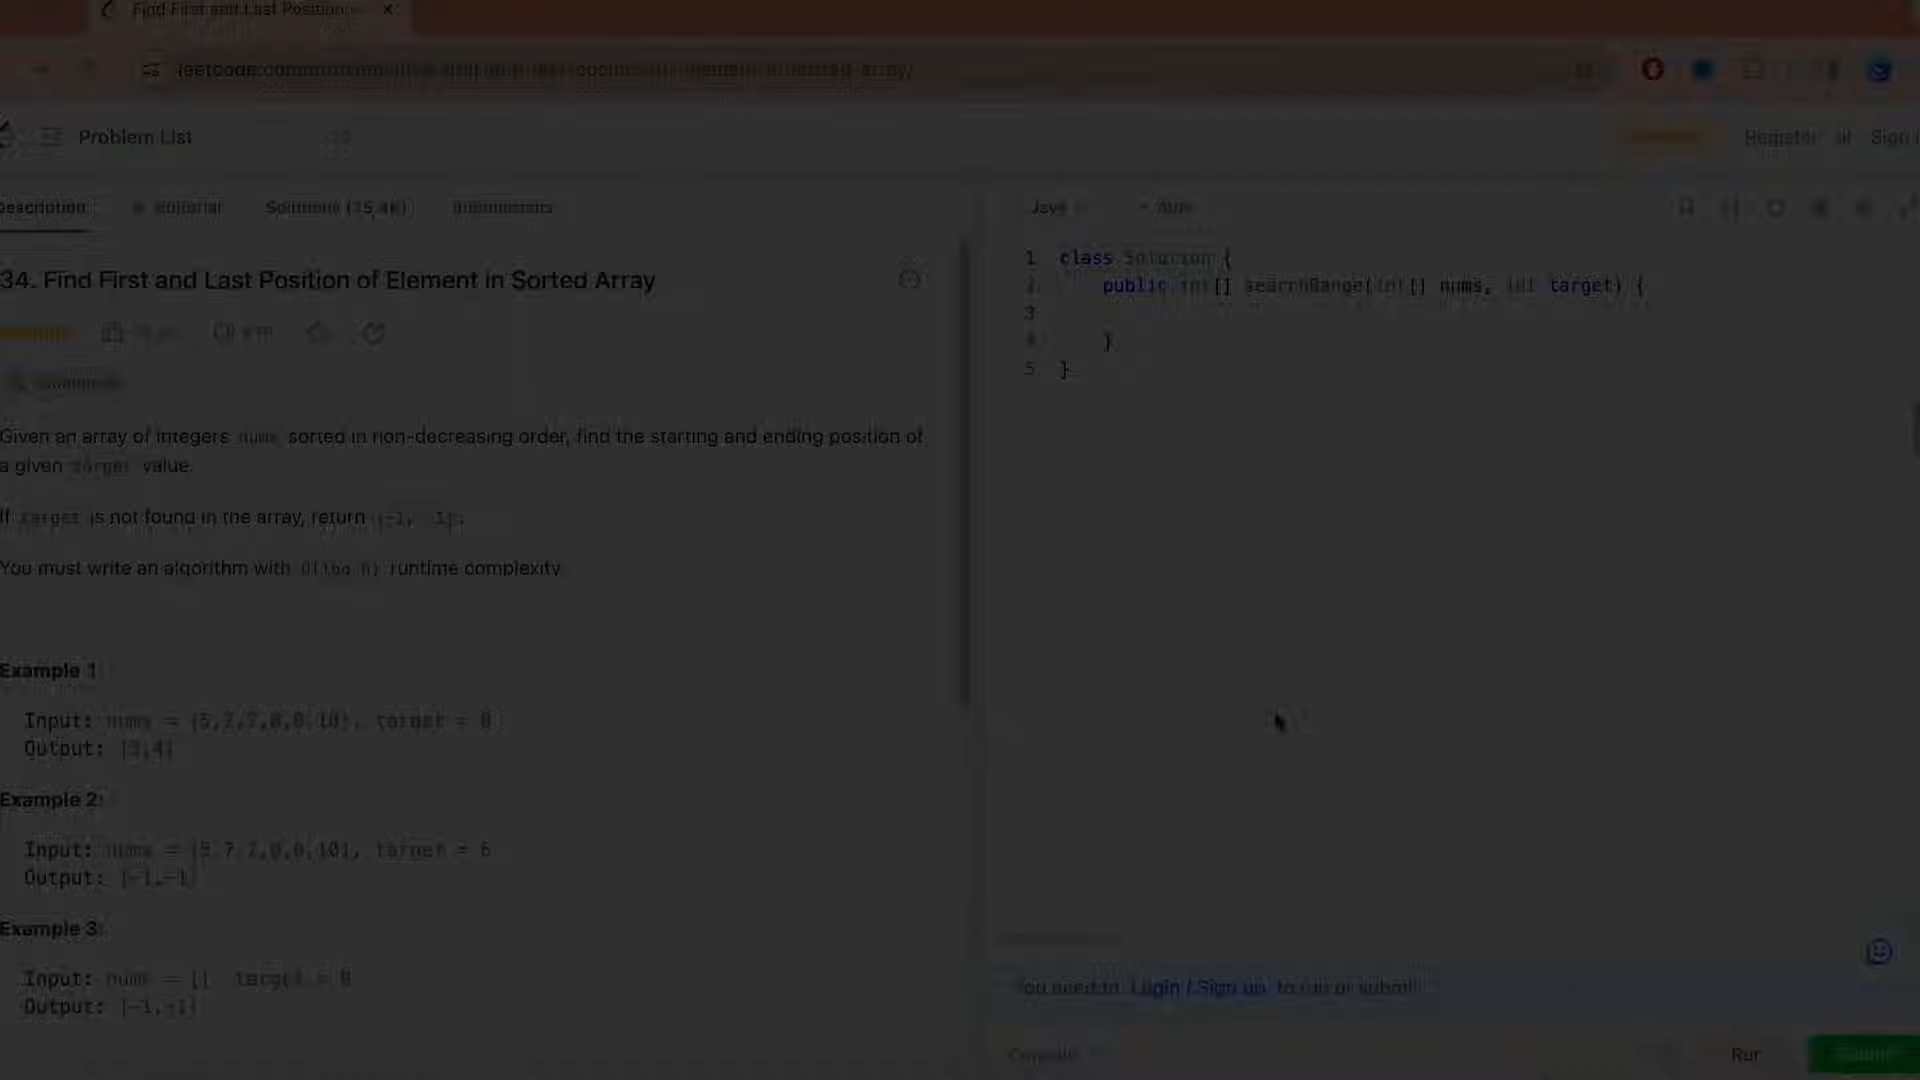 Find First and Last Position
Problem List
Register or Sign
Description Editorial Solutions Submissions
34. Find First and Last Position of Element in Sorted Array
Given an array of integers nums sorted in non-decreasing order, find the starting and ending position of
a given target value.
If target is not found in the array, return [-1, -1].
You must write an algorithm with O(log n) runtime complexity.
Example 1:
Input: nums = [5,7,7,8,8,10], target = 8
Output: [3,4]
Example 2:
Input: nums = [5,7,7,8,8,10], target = 6
Output: [-1,-1]
Example 3:
Input: nums = [], target = 0
Output: [-1,-1]
Java Auto
1 class Solution {
2 public int[] searchRange(int[] nums, int target) {
3
4 }
5 }
You need to Login / Sign up to run or submit
Console
Run
Submit